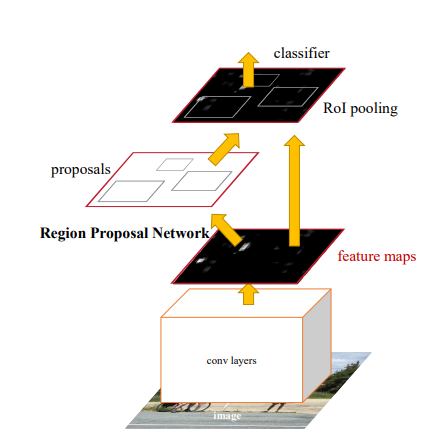 classifier
RoI pooling
proposals
Region Proposal Network
feature maps
conv layers
image